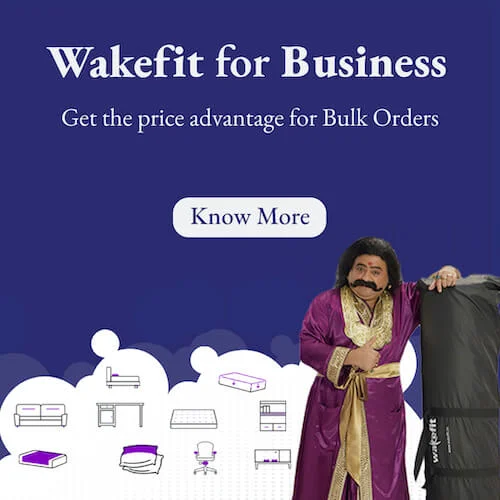 Wakefit for Business
Get the price advantage for Bulk Orders
Know More
wakefit